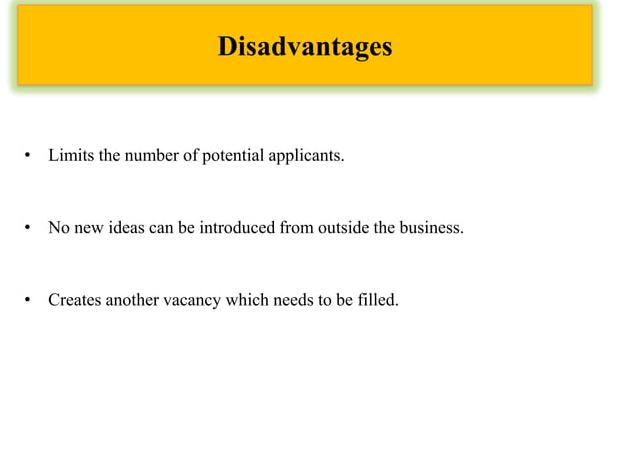 Disadvantages
• Limits the number of potential applicants.
• No new ideas can be introduced from outside the business.
• Creates another vacancy which needs to be filled.